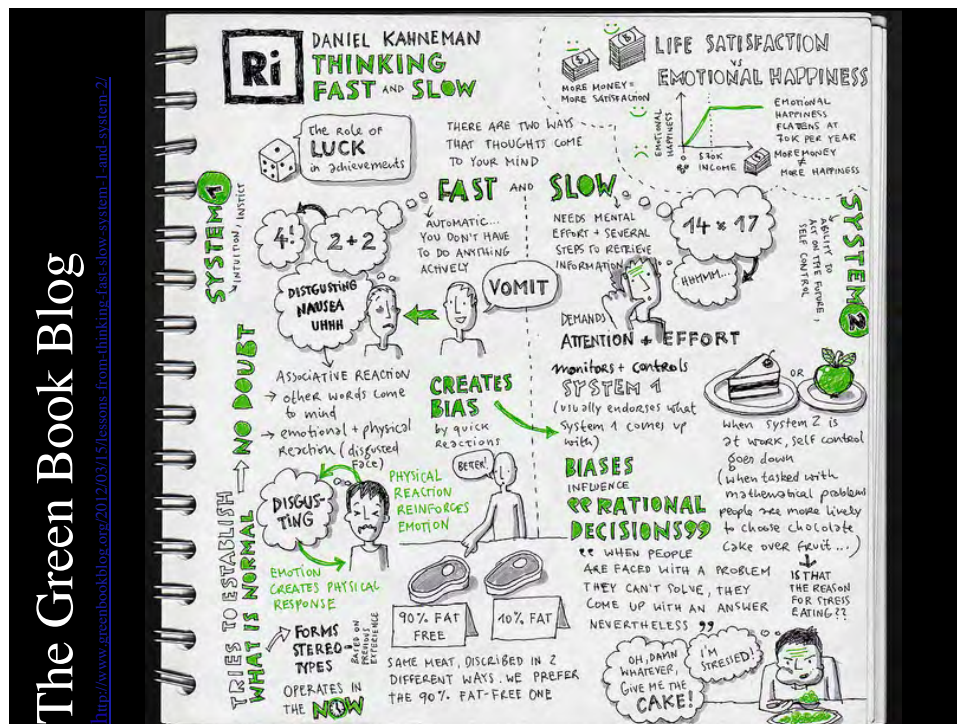 The Green Book Blog
http://www.greenbookblog.org/2012/03/15/lessons-from-thinking-fast-slow-system-1-and-system-2/
Ri
DANIEL KAHNEMAN
THINKING
FAST AND SLOW
The role of
LUCK
in achievements
THERE ARE TWO WAYS
THAT THOUGHTS COME
TO YOUR MIND
FAST AND SLOW
LIFE SATISFACTION
vs
EMOTIONAL HAPPINESS
MORE MONEY =
MORE SATISFACTION
EMOTIONAL
HAPPINESS
$70K
INCOME
EMOTIONAL
HAPPINESS
FLATENS AT
70K PER YEAR
MORE MONEY
≠
MORE HAPPINESS
SYSTEM 1
INTUITION, INSTICT
4!
2+2
AUTOMATIC...
YOU DON'T HAVE
TO DO ANYTHING
ACTIVELY
DISTGUSTING
NAUSEA
UHHH
VOMIT
ASSOCIATIVE REACTION
→ other words come
to mind
→ emotional + physical
Reaction (disgusted
face)
CREATES
BIAS
by quick
Reactions
DISGUS-
TING
PHYSICAL
REACTION
REINFORCES
EMOTION
EMOTION
CREATES PHYSICAL
RESPONSE
TRIES TO ESTABLISH → NO DOUBT
WHAT IS NORMAL
FORMS
STEREO-
TYPES
BASED ON
PREVIOUS
EXPERIENCE
OPERATES IN
THE NOW
BETTER!
90% FAT
FREE
10% FAT
SAME MEAT, DISCRIBED IN 2
DIFFERENT WAYS. WE PREFER
THE 90% FAT-FREE ONE
NEEDS MENTAL
EFFORT + SEVERAL
STEPS TO RETRIEVE
INFORMATION
14 x 17
HHMMM...
SYSTEM 2
ABILITY TO
ACT ON THE FUTURE,
SELF CONTROL
DEMANDS
ATTENTION + EFFORT
monitors + controls
SYSTEM 1
(usually endorses what
System 1 comes up
with)
BIASES
INFLUENCE
"RATIONAL
DECISIONS"
" WHEN PEOPLE
ARE FACED WITH A PROBLEM
THEY CAN'T SOLVE, THEY
COME UP WITH AN ANSWER
NEVERTHELESS "
OR
When system 2 is
at work, self control
goes down
(when tasked with
mathematical problems
people are more lively
to choose chocolate
cake over fruit...)
IS THAT
THE REASON
FOR STRESS
EATING??
OH, DAMN
WHATEVER,
GIVE ME THE
CAKE!
I'M
STRESSED!